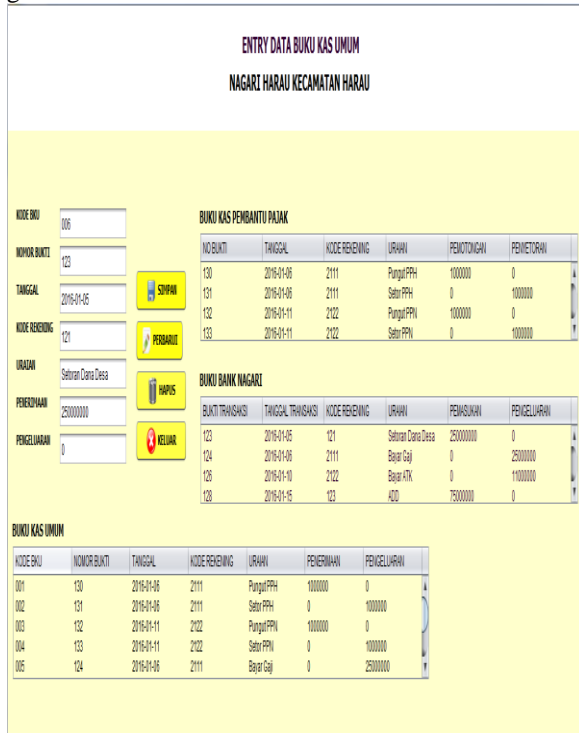 ENTRY DATA BUKU KAS UMUM
NAGARI HARAU KECAMATAN HARAU
KODE BKU 006
NOMOR BUKTI 123
TANGGAL 2016-01-05
KODE REKENING 121
URAIAN Setoran Dana Desa
PENERIMAAN 250000000
PENGELUARAN 0
SIMPAN
PERBARUI
HAPUS
KELUAR
BUKU KAS PEMBANTU PAJAK
NO BUKTI TANGGAL KODE REKENING URAIAN PEMOTONGAN PENYETORAN
130 2016-01-06 2111 Pungut PPH 1000000 0
131 2016-01-06 2111 Setor PPH 0 1000000
132 2016-01-11 2122 Pungut PPN 1000000 0
133 2016-01-11 2122 Setor PPN 0 1000000
BUKU BANK NAGARI
BUKTI TRANSAKSI TANGGAL TRANSAKSI KODE REKENING URAIAN PEMASUKAN PENGELUARAN
123 2016-01-05 121 Setoran Dana Desa 250000000 0
124 2016-01-06 2111 Bayar Gaji 0 25000000
126 2016-01-10 2122 Bayar ATK 0 11000000
128 2016-01-15 123 ADD 75000000 0
BUKU KAS UMUM
KODE BKU NOMOR BUKTI TANGGAL KODE REKENING URAIAN PENERIMAAN PENGELUARAN
001 130 2016-01-06 2111 Pungut PPH 1000000 0
002 131 2016-01-06 2111 Setor PPH 0 1000000
003 132 2016-01-11 2122 Pungut PPN 1000000 0
004 133 2016-01-11 2122 Setor PPN 0 1000000
005 124 2016-01-06 2111 Bayar Gaji 0 25000000